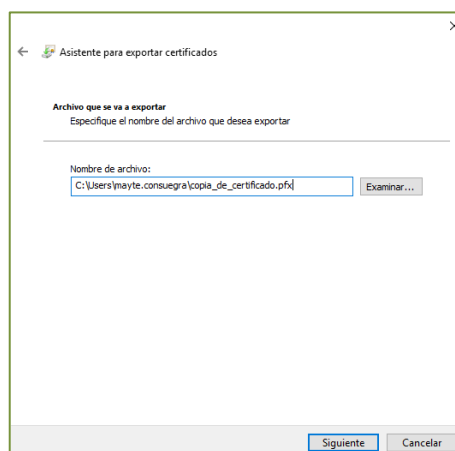 Asistente para exportar certificados
Archivo que se va a exportar
Especifique el nombre del archivo que desea exportar
Nombre de archivo:
C:\Users\mayte.consuegra\copia_de_certificado.pfx
Examinar...
Siguiente
Cancelar